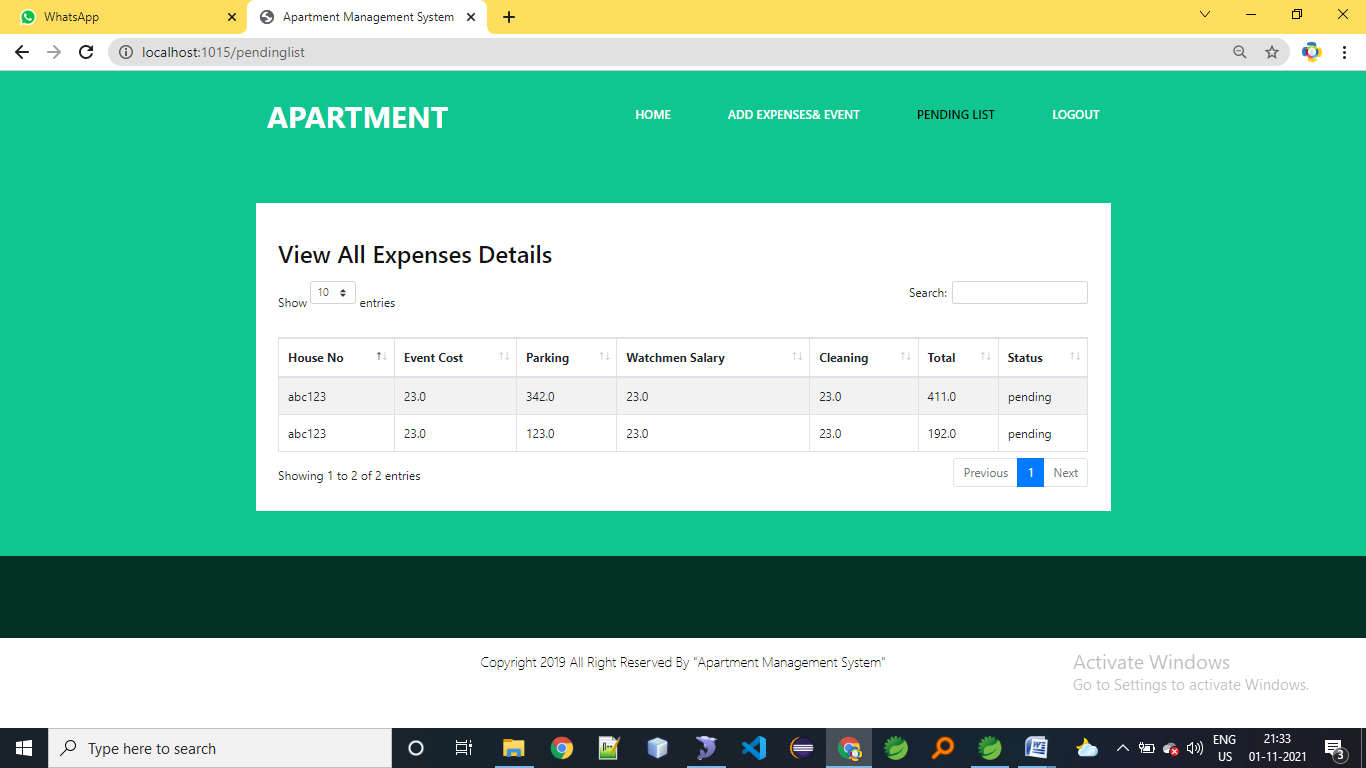 WhatsApp
Apartment Management System
localhost:1015/pendinglist
APARTMENT
HOME ADD EXPENSES& EVENT PENDING LIST LOGOUT
View All Expenses Details
Show 10 entries Search:
House No Event Cost Parking Watchmen Salary Cleaning Total Status
abc123 23.0 342.0 23.0 23.0 411.0 pending
abc123 23.0 123.0 23.0 23.0 192.0 pending
Showing 1 to 2 of 2 entries Previous 1 Next
Copyright 2019 All Right Reserved By "Apartment Management System"
Activate Windows
Go to Settings to activate Windows.
Type here to search
ENG 21:33
US 01-11-2021
3